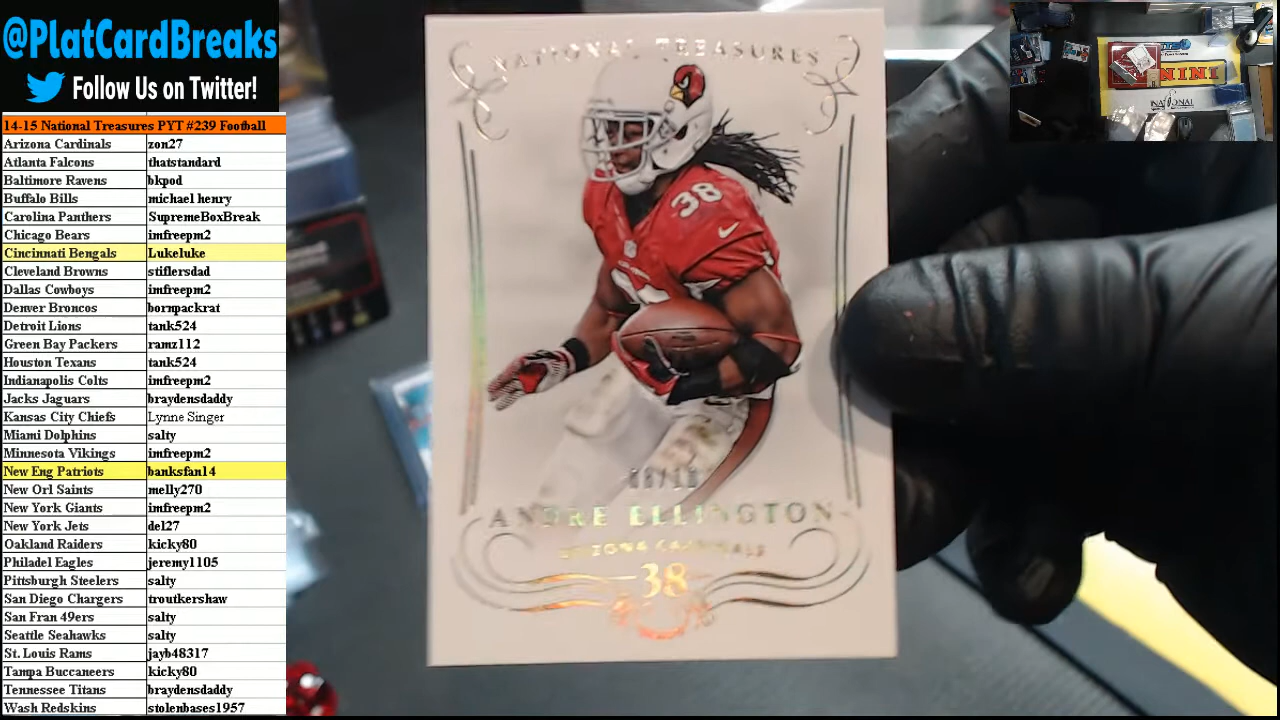 @PlatCardBreaks
Follow Us on Twitter!
14-15 National Treasures PYT #239 Football
Arizona Cardinals zon27
Atlanta Falcons thatstandard
Baltimore Ravens bkpod
Buffalo Bills michael henry
Carolina Panthers SupremeBoxBreak
Chicago Bears imfreepm2
Cincinnati Bengals Lukeluke
Cleveland Browns stiflersdad
Dallas Cowboys imfreepm2
Denver Broncos bornpackrat
Detroit Lions tank524
Green Bay Packers ramz112
Houston Texans tank524
Indianapolis Colts imfreepm2
Jacks Jaguars braydensdaddy
Kansas City Chiefs Lynne Singer
Miami Dolphins salty
Minnesota Vikings imfreepm2
New Eng Patriots banksfan14
New Orl Saints melly270
New York Giants imfreepm2
New York Jets del27
Oakland Raiders kicky80
Philadel Eagles jeremy1105
Pittsburgh Steelers salty
San Diego Chargers troutkershaw
San Fran 49ers salty
Seattle Seahawks salty
St. Louis Rams jayb48317
Tampa Buccaneers kicky80
Tennessee Titans braydensdaddy
Wash Redskins stolenbases1957
NATIONAL TREASURES
38
ANDRE ELLINGTON
ARIZONA CARDINALS
38
NATIONAL